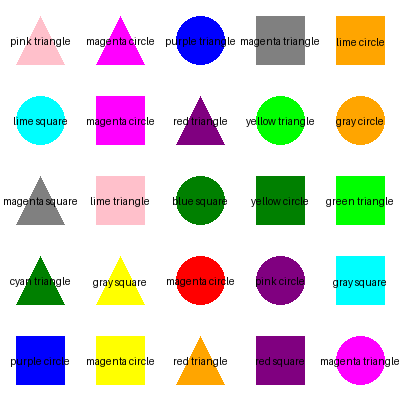 pink triangle magenta circle purple triangle magenta triangle lime circle
lime square magenta circle red triangle yellow triangle gray circle
magenta square lime triangle blue square yellow circle green triangle
cyan triangle gray square magenta circle pink circle gray square
purple circle magenta circle red triangle red square magenta triangle